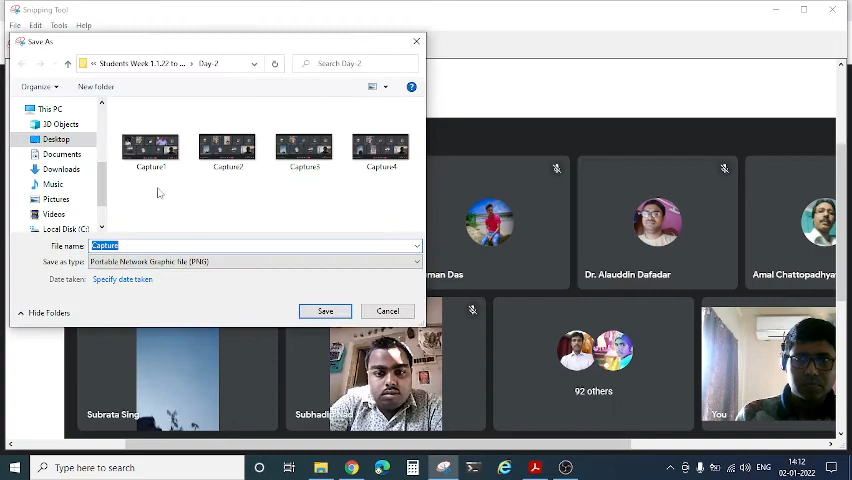 Snipping Tool
File Edit Tools Help
Save As
« Students Week 1.1.22 to ... > Day-2
Search Day-2
Organize
New folder
This PC
3D Objects
Desktop
Documents
Downloads
Music
Pictures
Videos
Local Disk (C:)
Capture1
Capture2
Capture3
Capture4
File name: Capture
Save as type: Portable Network Graphic file (PNG)
Date taken: Specify date taken
Hide Folders
Save
Cancel
man Das
Dr. Alauddin Dafadar
Amal Chattopadhya
Subrata Sing
Subhadip
92 others
You
Type here to search
ENG
14:12
02-01-2022